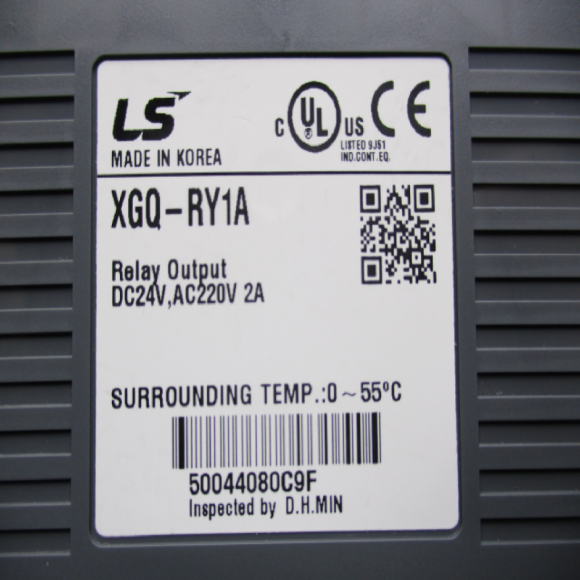 LS
MADE IN KOREA
C UL US CE
LISTED 9J51
IND.CONT.EQ.
XGQ-RY1A
Relay Output
DC24V,AC220V 2A
SURROUNDING TEMP.:0~55ºC
50044080C9F
Inspected by D.H.MIN